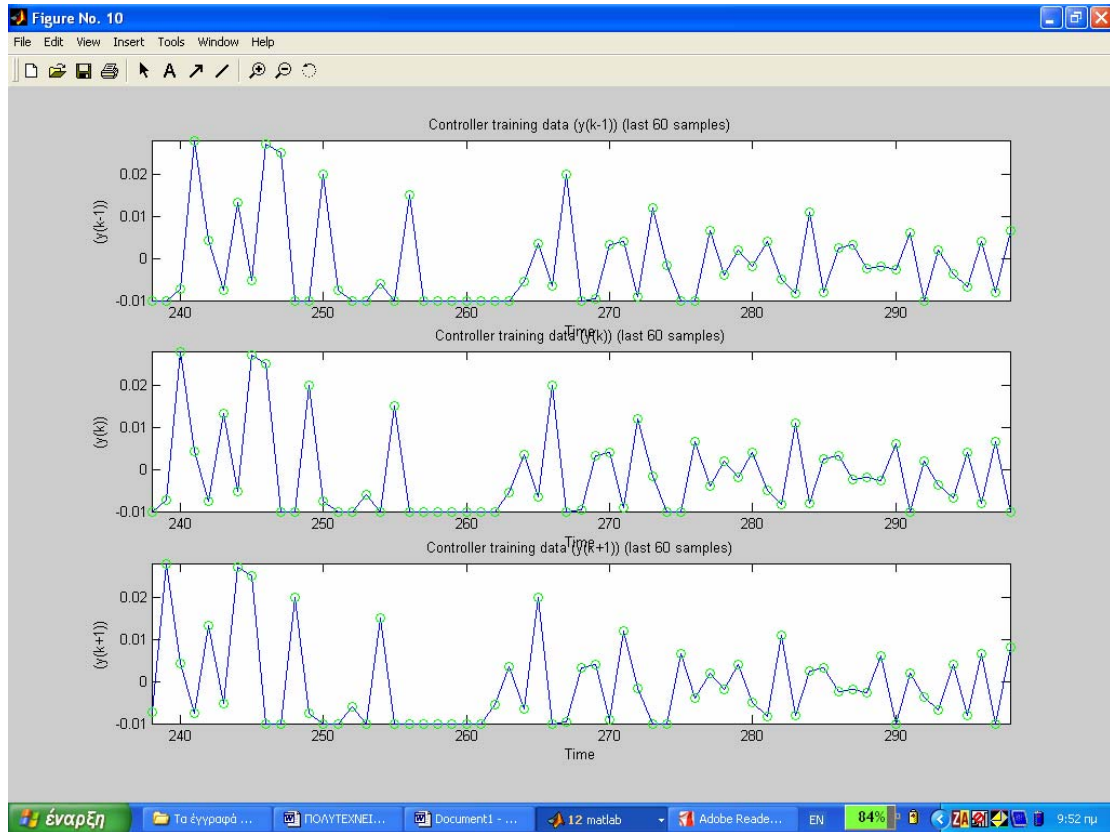 Figure No. 10
File Edit View Insert Tools Window Help
A
Controller training data (y(k-1)) (last 60 samples)
(y(k-1))
0.02
0.01
0
-0.01
240 250 260 270 280 290
Time
Controller training data (y(k)) (last 60 samples)
(y(k))
0.02
0.01
0
-0.01
240 250 260 270 280 290
Time
Controller training data (y(k+1)) (last 60 samples)
(y(k+1))
0.02
0.01
0
-0.01
240 250 260 270 280 290
Time
έναρξη Τα έγγραφά ... ΠΟΛΥΤΕΧΝΕΙ... Document1 - ... 12 matlab Adobe Reade... EN 84% ZA 9:52 πμ